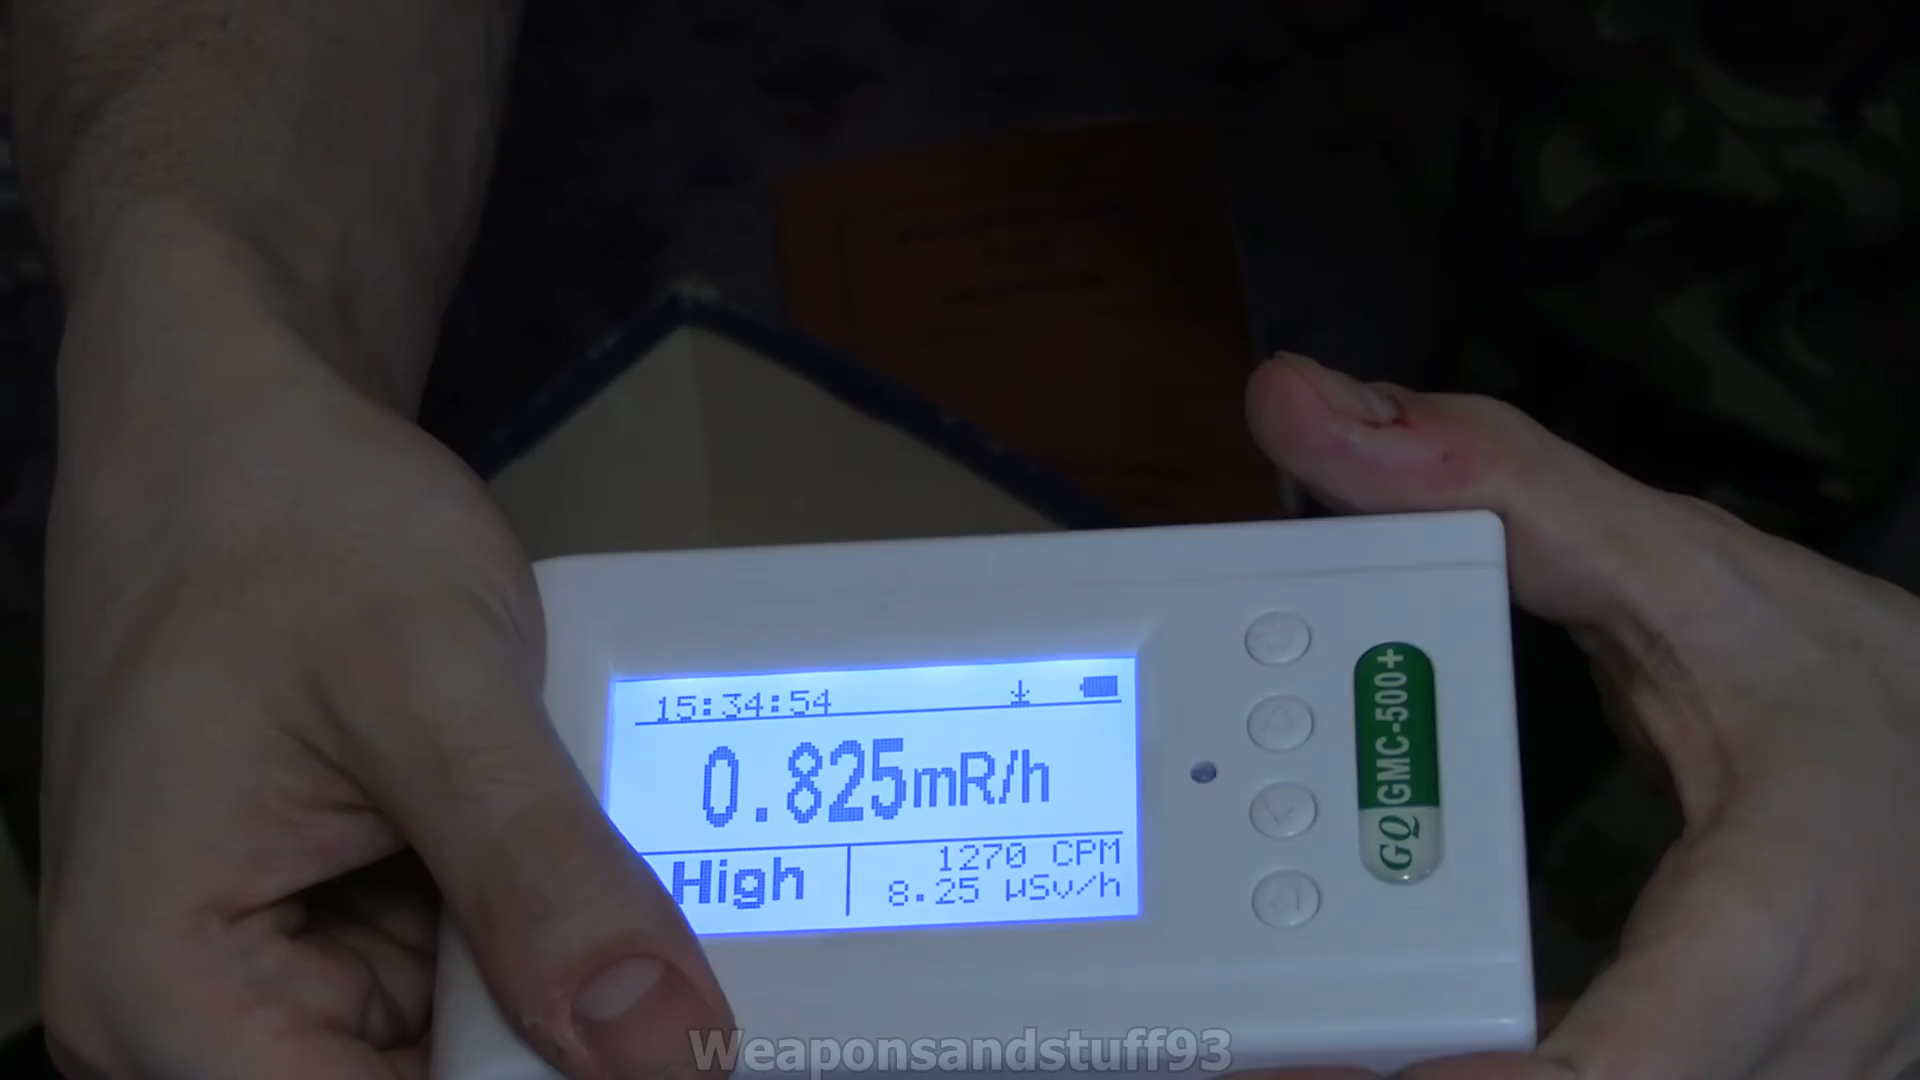 15:34:54
0.825mR/h
High
1270 CPM
8.25 µSv/h
GQ GMC-500+
Weaponsandstuff93